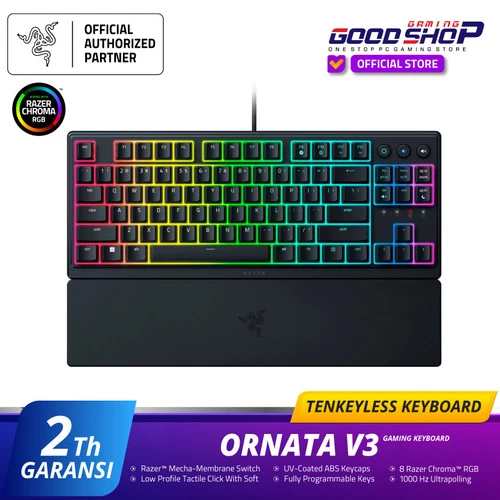 OFFICIAL
AUTHORIZED
PARTNER
GAMING
GOODSHOP
ONE STOP PC GAMING STORE
OFFICIAL STORE
RAZER
CHROMA
RGB
RAZER
TENKEYLESS KEYBOARD
2Th
GARANSI
ORNATA V3 GAMING KEYBOARD
• Razer™ Mecha-Membrane Switch
• Low Profile Tactile Click With Soft
• UV-Coated ABS Keycaps
• Fully Programmable Keys
• 8 Razer Chroma™ RGB
• 1000 Hz Ultrapolling